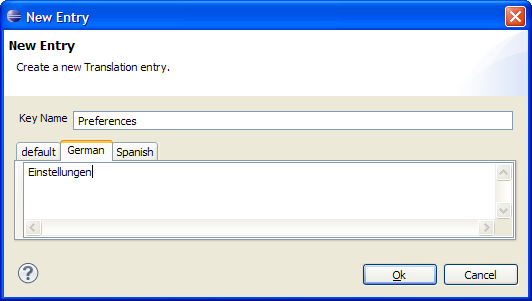 New Entry
New Entry
Create a new Translation entry.
Key Name Preferences
default German Spanish
Einstellungen
? Ok Cancel